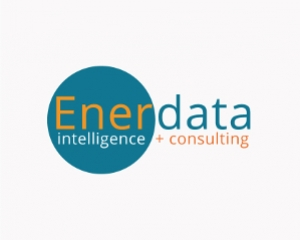 Enerdata
intelligence + consulting